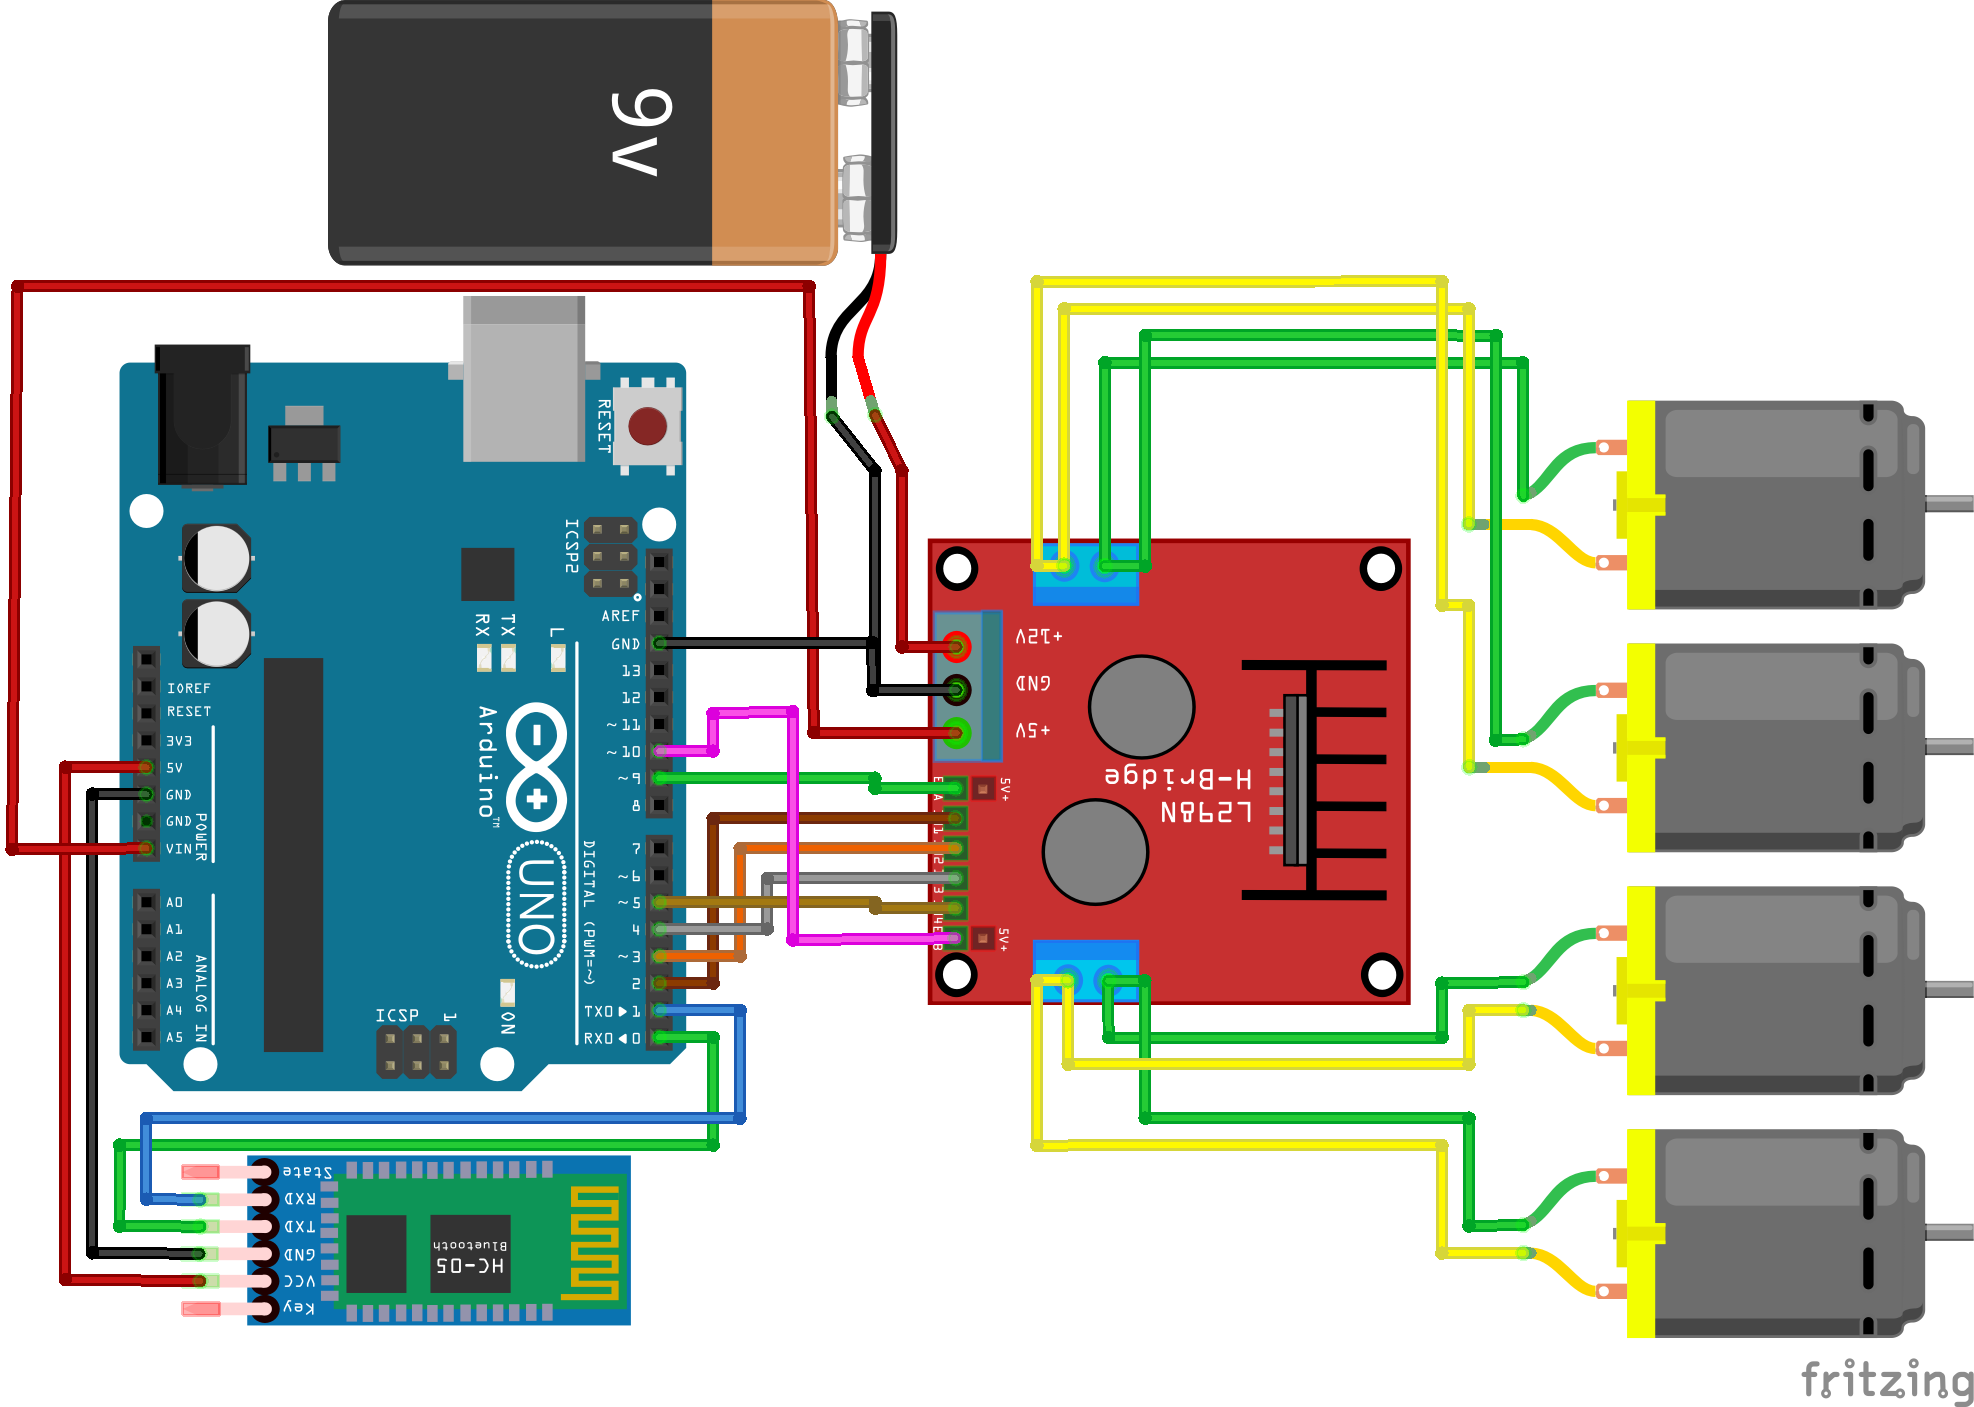 9v
RESET
ICSP2
AREF
GND
13
12
~11
~10
~9
8
7
~6
~5
4
~3
2
TX0▶1
RX0◀0
RX
TX
L
IOREF
RESET
3V3
5V
GND
GND
VIN
POWER
A0
A1
A2
A3
A4
A5
ANALOG IN
Arduino™
UNO
DIGITAL (PWM=~)
ICSP
1
ON
+12V
GND
+5V
5V+
5V+
L298N
H-Bridge
State
RXD
TXD
GND
VCC
Key
HC-05
Bluetooth
fritzing